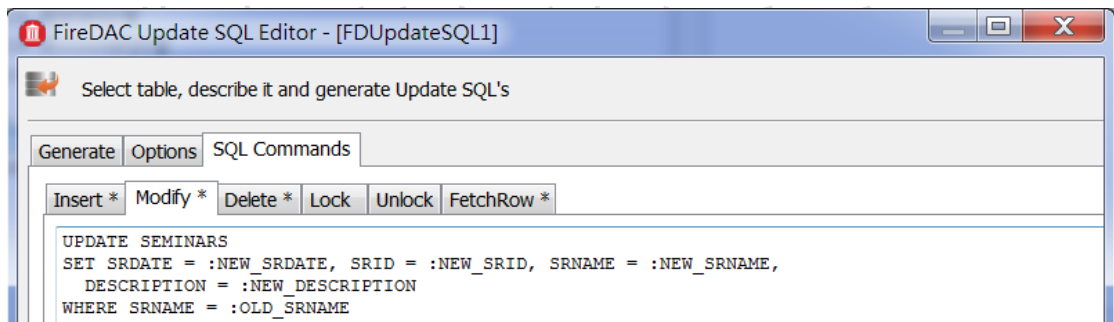 FireDAC Update SQL Editor - [FDUpdateSQL1]
Select table, describe it and generate Update SQL's
Generate Options SQL Commands
Insert * Modify * Delete * Lock Unlock FetchRow *
UPDATE SEMINARS
SET SRDATE = :NEW_SRDATE, SRID = :NEW_SRID, SRNAME = :NEW_SRNAME,
  DESCRIPTION = :NEW_DESCRIPTION
WHERE SRNAME = :OLD_SRNAME